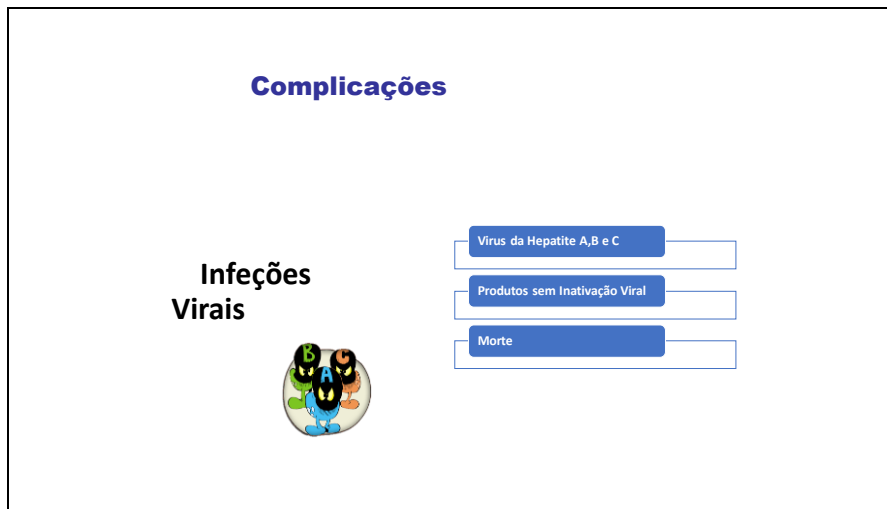 Complicações
Infeções
Virais
Virus da Hepatite A,B e C
Produtos sem Inativação Viral
Morte
B
C
A